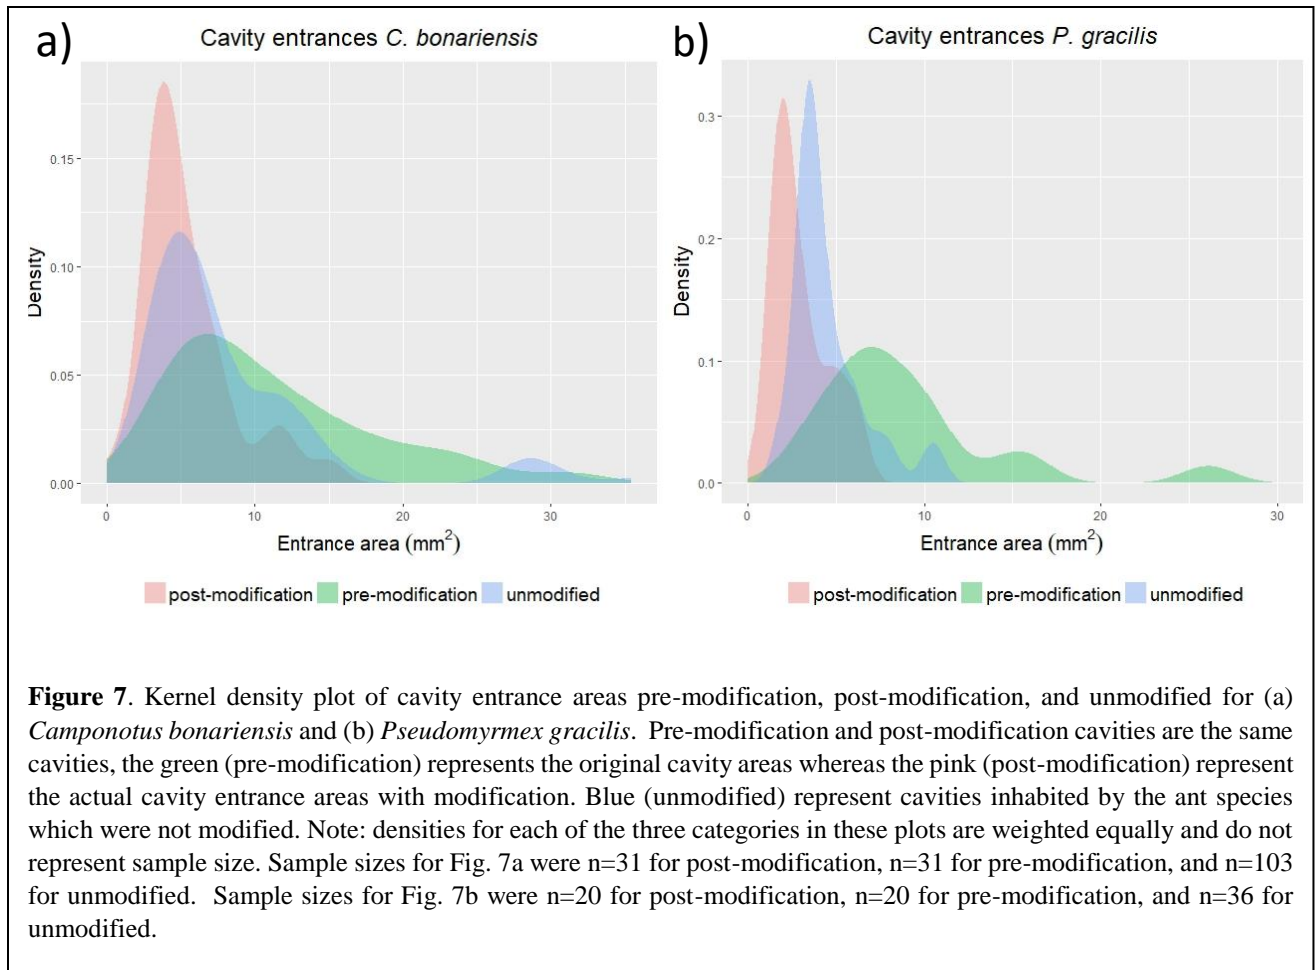 a)
Cavity entrances C. bonariensis
Density
0.15
0.10
0.05
0.00
0
10
20
30
Entrance area (mm²)
post-modification pre-modification unmodified
b)
Cavity entrances P. gracilis
Density
0.3
0.2
0.1
0.0
0
10
20
30
Entrance area (mm²)
post-modification pre-modification unmodified
Figure 7. Kernel density plot of cavity entrance areas pre-modification, post-modification, and unmodified for (a)
Camponotus bonariensis and (b) Pseudomyrmex gracilis. Pre-modification and post-modification cavities are the same
cavities, the green (pre-modification) represents the original cavity areas whereas the pink (post-modification) represent
the actual cavity entrance areas with modification. Blue (unmodified) represent cavities inhabited by the ant species
which were not modified. Note: densities for each of the three categories in these plots are weighted equally and do not
represent sample size. Sample sizes for Fig. 7a were n=31 for post-modification, n=31 for pre-modification, and n=103
for unmodified. Sample sizes for Fig. 7b were n=20 for post-modification, n=20 for pre-modification, and n=36 for
unmodified.